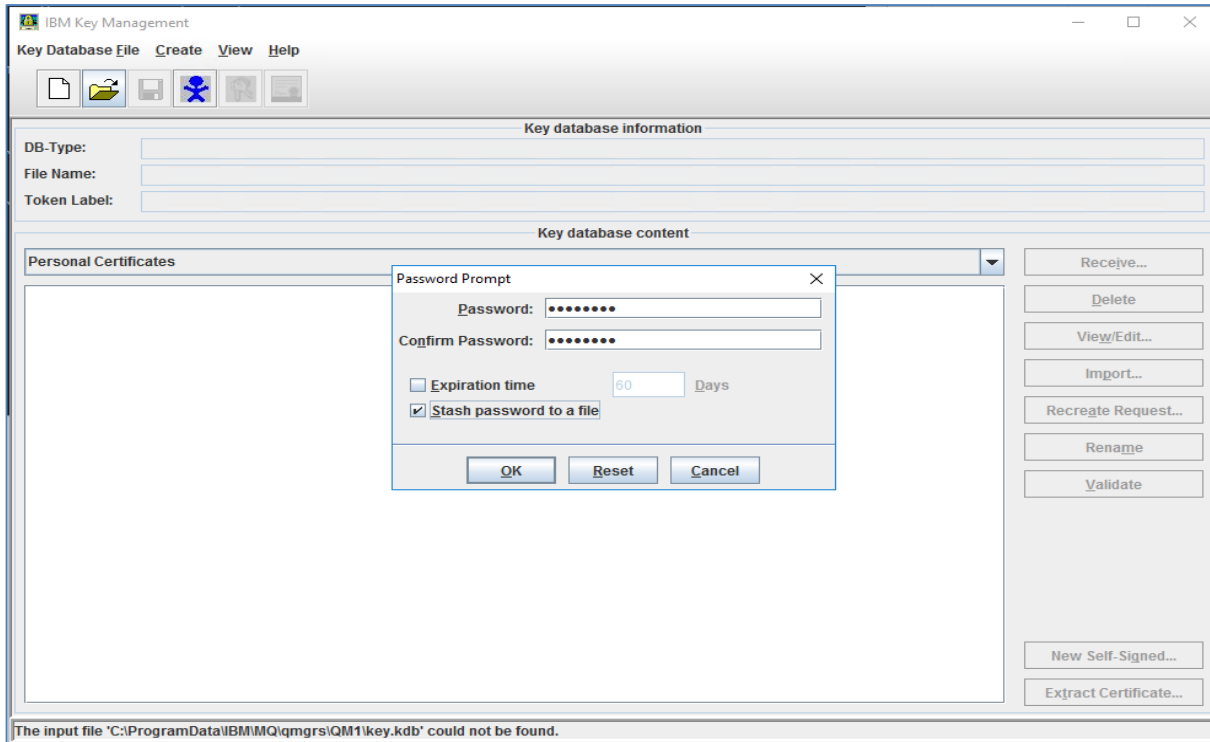 IBM Key Management
Key Database File Create View Help
Key database information
DB-Type:
File Name:
Token Label:
Key database content
Personal Certificates
Password Prompt
Password: ••••••••
Confirm Password: ••••••••
Expiration time 60 Days
Stash password to a file
OK Reset Cancel
Receive...
Delete
View/Edit...
Import...
Recreate Request...
Rename
Validate
New Self-Signed...
Extract Certificate...
The input file 'C:\ProgramData\IBM\MQ\qmgrs\QM1\key.kdb' could not be found.